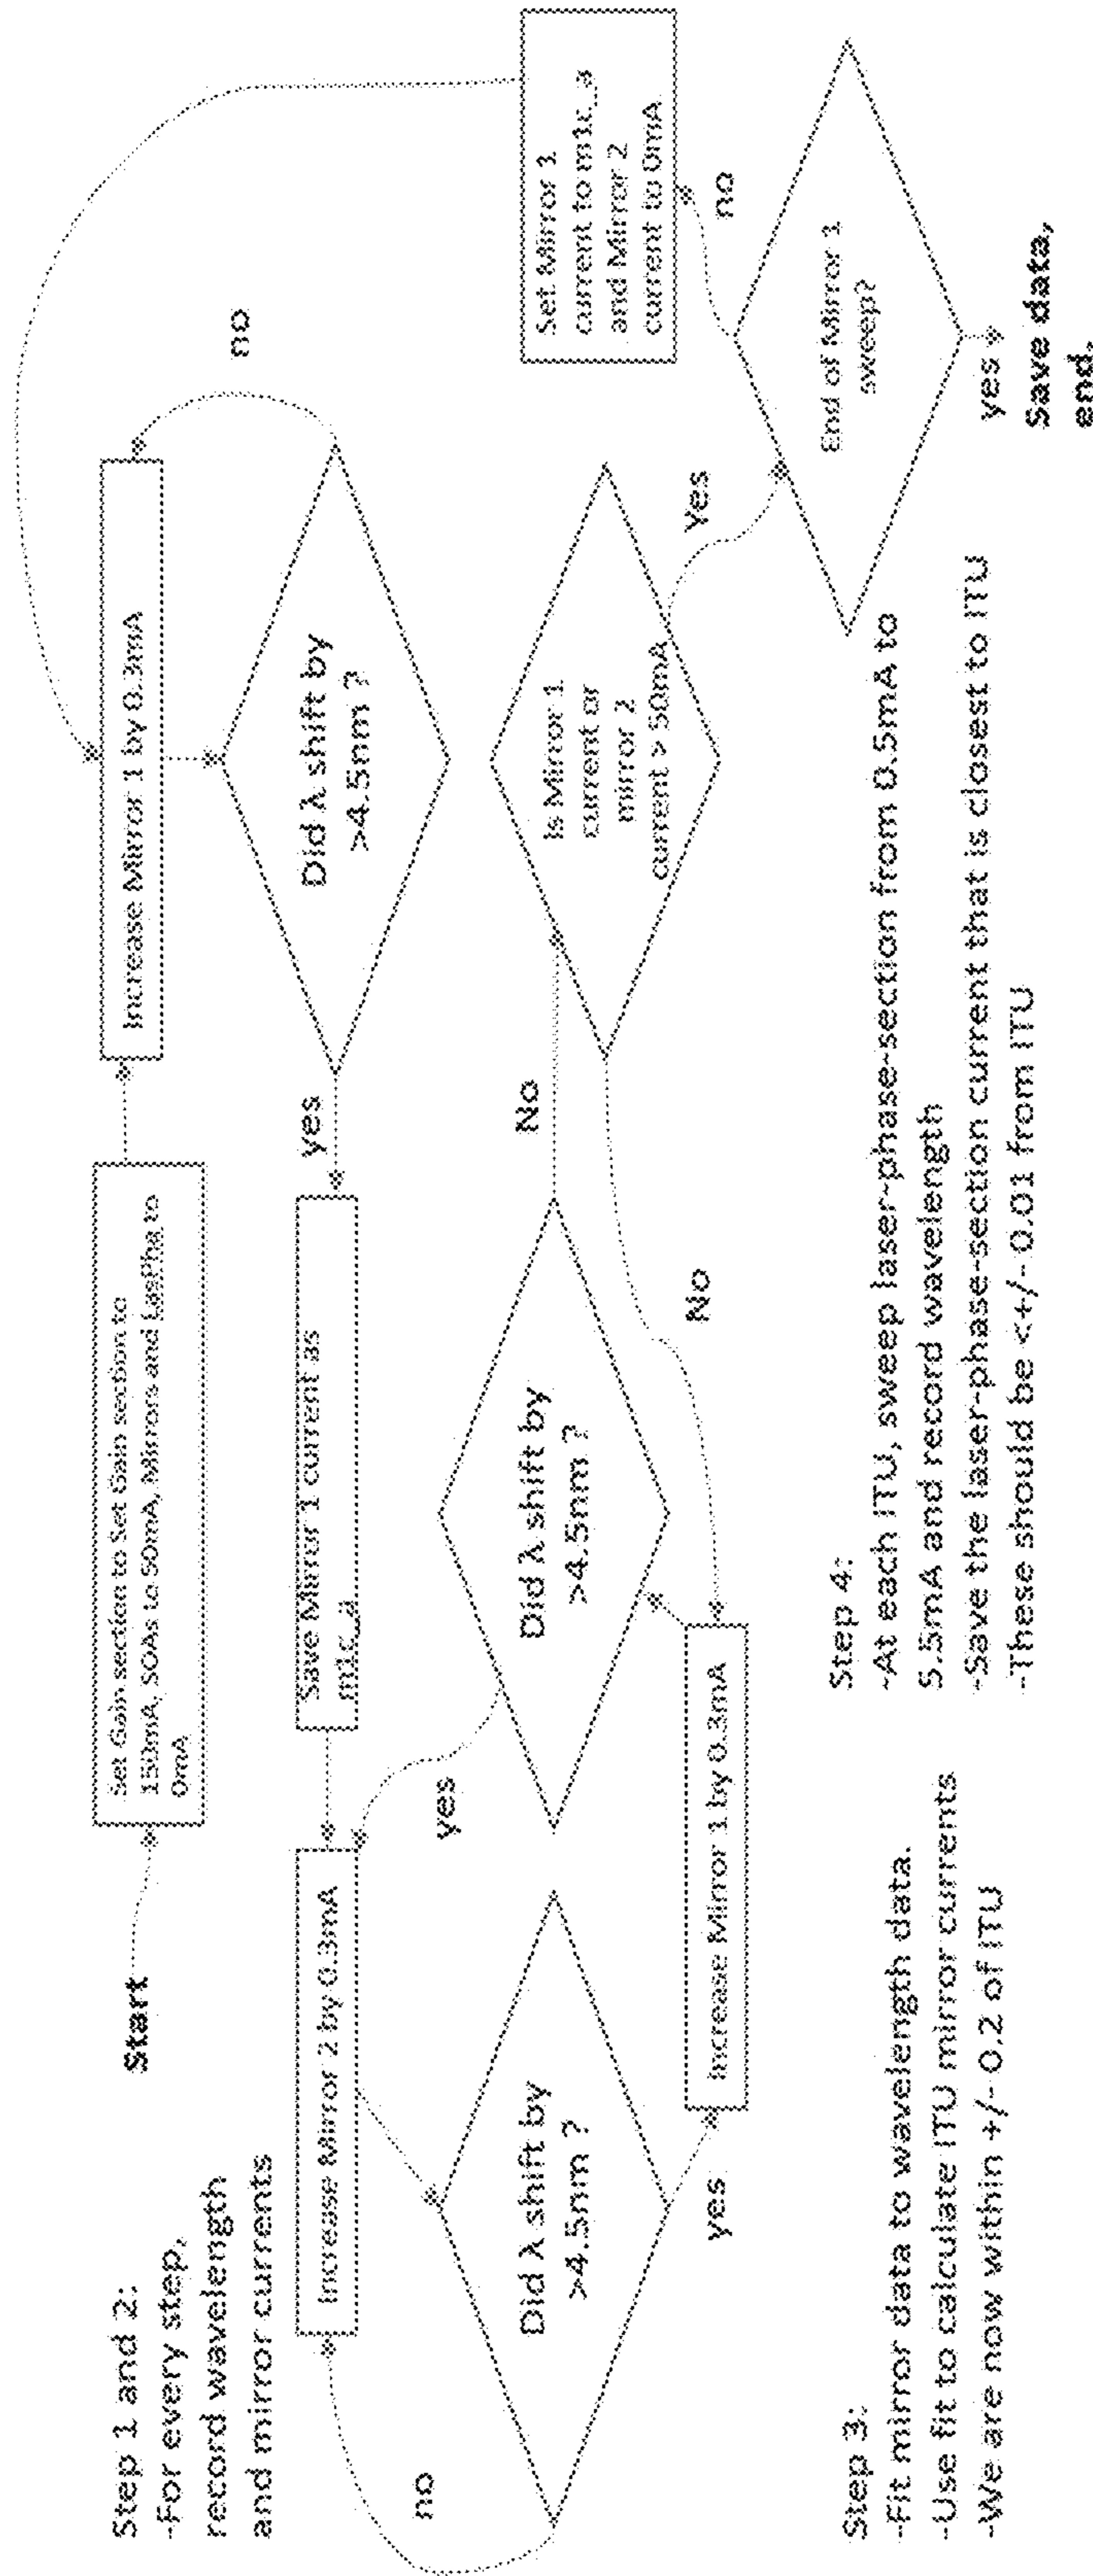 Step 1 and 2:
-For every step,
record wavelength
and mirror currents
Start
Set Gain section to Set Gain section to
150mA, SOAs to 50mA, Mirrors and LasPha to
0mA
Increase Mirror 1 by 0.3mA
no
Did λ shift by
>4.5nm ?
yes
Save Mirror 1 current as
m1c_a
Increase Mirror 2 by 0.3mA
no
Did λ shift by
>4.5nm ?
yes
Increase Mirror 1 by 0.3mA
Did λ shift by
>4.5nm ?
yes
No
Is Mirror 1
current or
mirror 2
current > 50mA
No
Yes
End of Mirror 1
sweep?
no
Set Mirror 1
current to m1c_a
and Mirror 2
current to 0mA
yes
Save data,
end.
Step 3:
-Fit mirror data to wavelength data.
-Use fit to calculate ITU mirror currents
-We are now within +/-0.2 of ITU
Step 4:
-At each ITU, sweep laser-phase-section from 0.5mA to
5.5mA and record wavelength
-Save the laser-phase-section current that is closest to ITU
-These should be <+/-0.01 from ITU